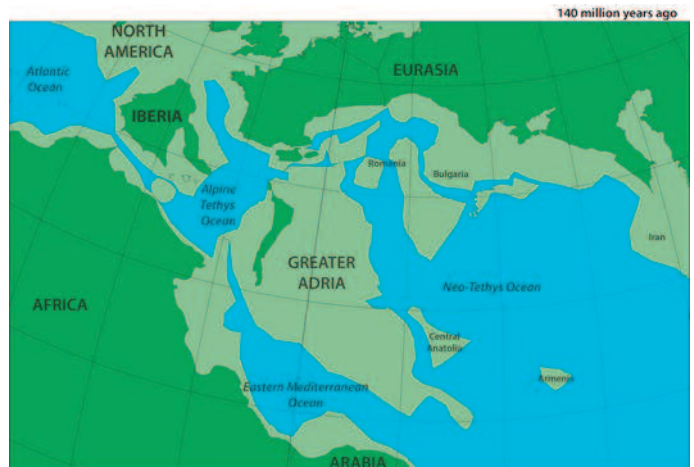 140 million years ago
NORTH
AMERICA
Atlantic
Ocean
EURASIA
IBERIA
Romania
Bulgaria
Alpine
Tethys
Ocean
Iran
GREATER
ADRIA
Neo-Tethys Ocean
AFRICA
Central
Anatolia
Armenia
Eastern Mediterranean
Ocean
ARABIA